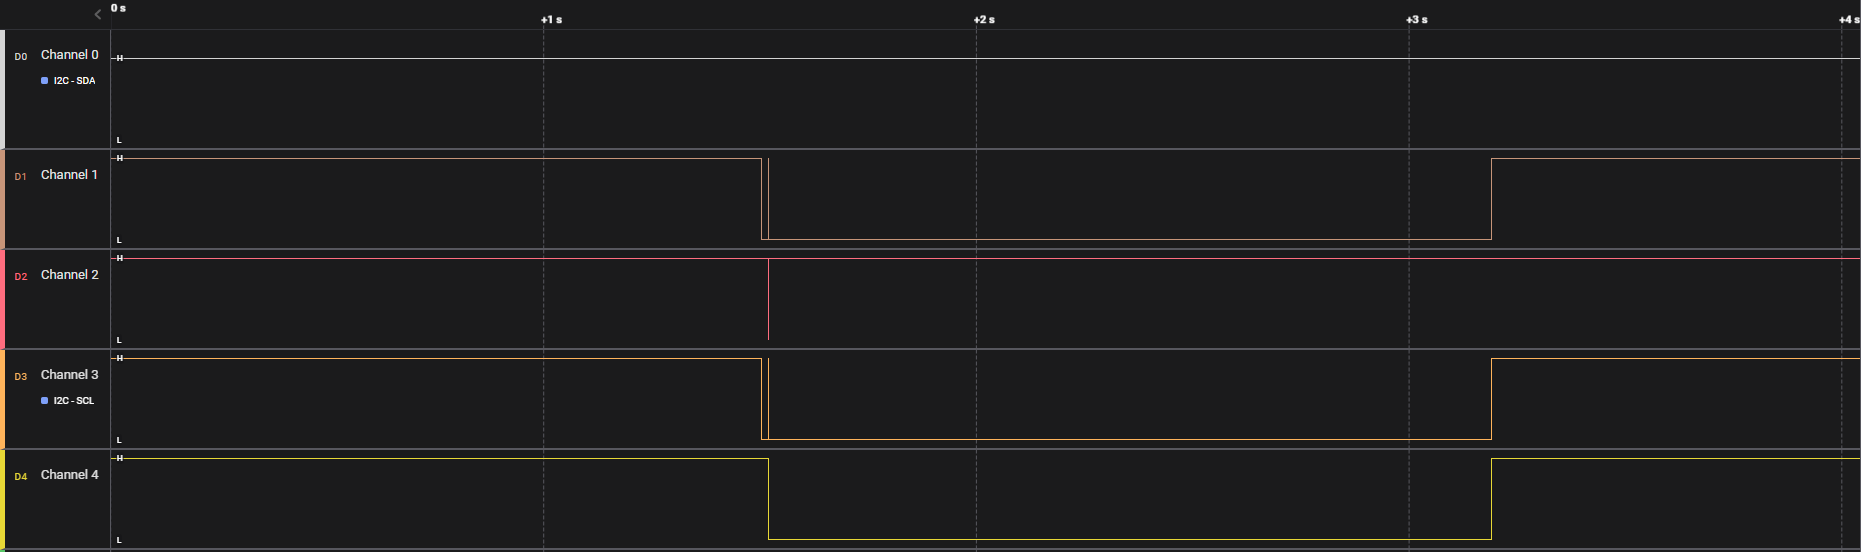 0 s
+1 s
+2 s
+3 s
+4 s
D0 Channel 0
H
I2C - SDA
L
H
D1 Channel 1
L
H
D2 Channel 2
L
H
D3 Channel 3
I2C - SCL
L
H
D4 Channel 4
L